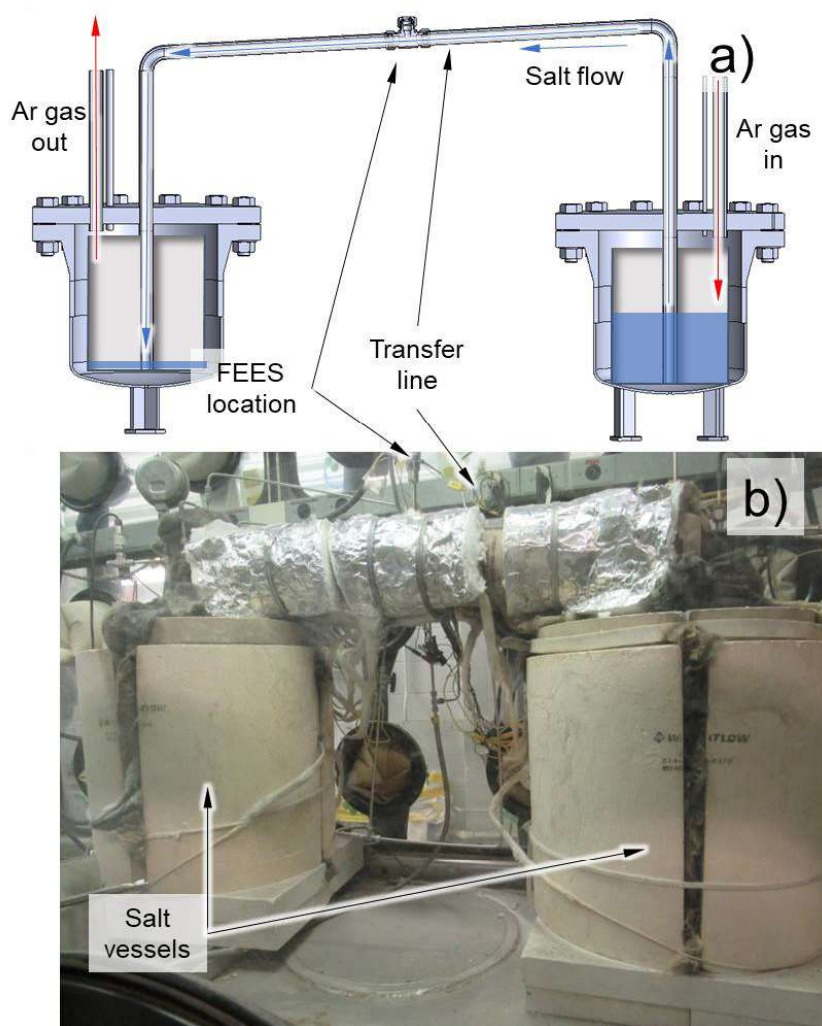 a)
Salt flow
Ar gas
out
Ar gas
in
FEES
location
Transfer
line
b)
Salt
vessels